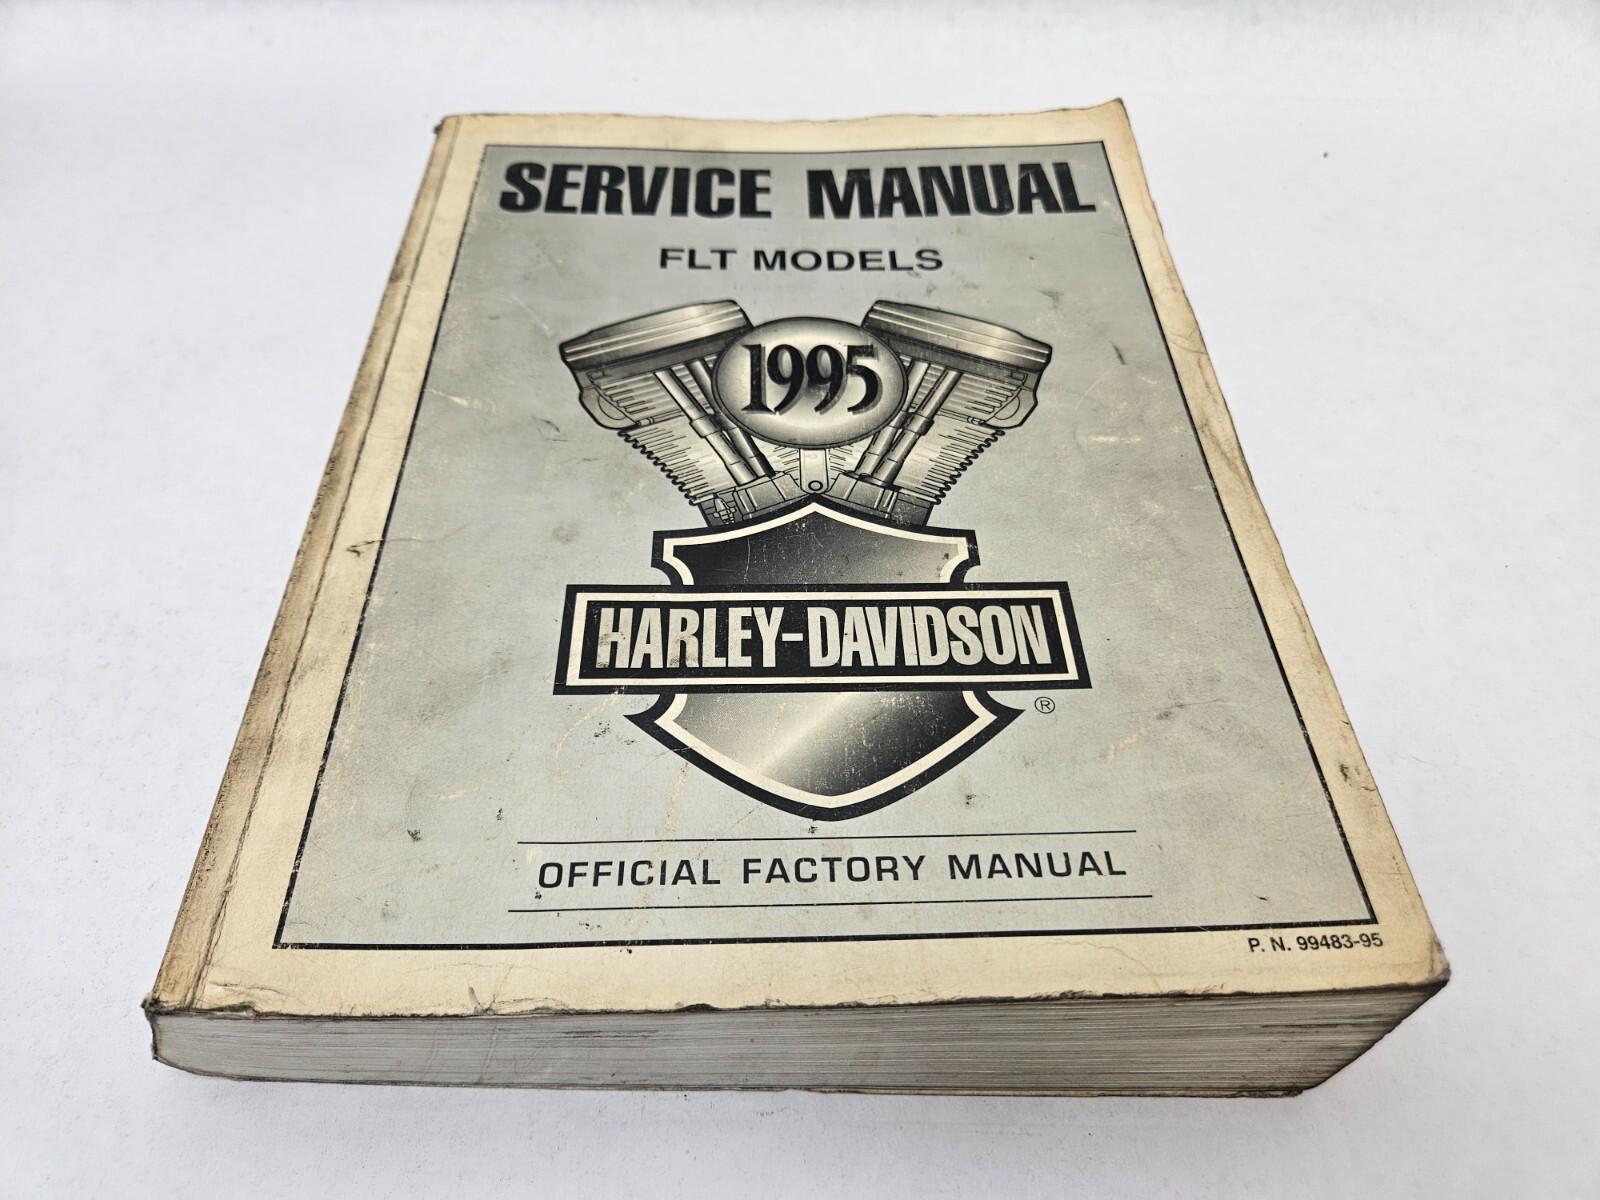 SERVICE MANUAL
FLT MODELS
1995
HARLEY-DAVIDSON
®
OFFICIAL FACTORY MANUAL
P. N. 99483-95